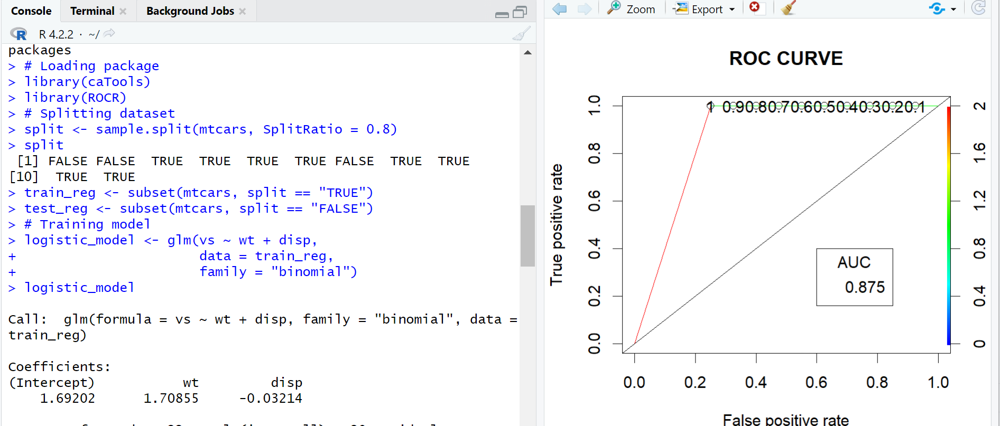 Console Terminal Background Jobs
R 4.2.2 · ~/
packages
> # Loading package
> library(caTools)
> library(ROCR)
> # Splitting dataset
> split <- sample.split(mtcars, SplitRatio = 0.8)
> split
 [1] FALSE FALSE  TRUE  TRUE  TRUE  TRUE FALSE  TRUE  TRUE
[10]  TRUE  TRUE
> train_reg <- subset(mtcars, split == "TRUE")
> test_reg <- subset(mtcars, split == "FALSE")
> # Training model
> logistic_model <- glm(vs ~ wt + disp,
+                       data = train_reg,
+                       family = "binomial")
> logistic_model
Call:  glm(formula = vs ~ wt + disp, family = "binomial", data =
train_reg)
Coefficients:
(Intercept)           wt         disp
    1.69202      1.70855     -0.03214
Zoom Export
ROC CURVE
True positive rate
1.0
0.8
0.6
0.4
0.2
0.0
1 0.90.80.70.60.50.40.30.20.1
AUC
0.875
2
1.6
1.2
0.8
0.4
0
0.0 0.2 0.4 0.6 0.8 1.0
False positive rate